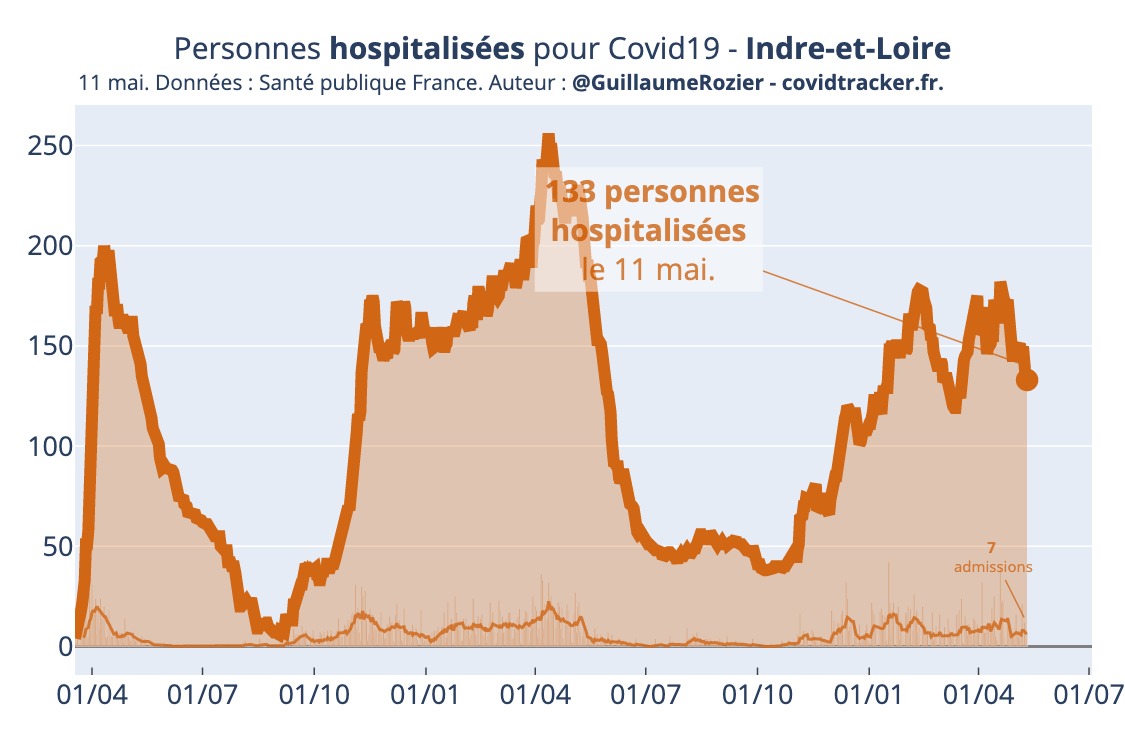 Personnes hospitalisées pour Covid19 - Indre-et-Loire
11 mai. Données : Santé publique France. Auteur : @GuillaumeRozier - covidtracker.fr.
250
200
150
100
50
0
133 personnes
hospitalisées
le 11 mai.
7
admissions
01/04 01/07 01/10 01/01 01/04 01/07 01/10 01/01 01/04 01/07